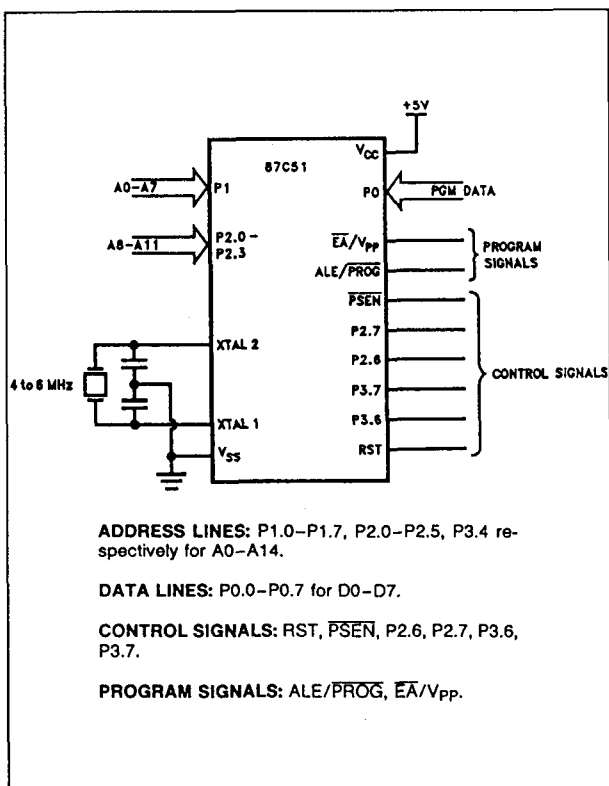 +5V
87C51
VCC
A0–A7
P1
P0
PGM DATA
A8–A11
P2.0–
P2.3
EA/VPP
ALE/PROG
PROGRAM
SIGNALS
PSEN
P2.7
XTAL 2
P2.6
CONTROL SIGNALS
4 to 6 MHz
P3.7
XTAL 1
P3.6
VSS
RST
ADDRESS LINES: P1.0–P1.7, P2.0–P2.5, P3.4 re-
spectively for A0–A14.
DATA LINES: P0.0–P0.7 for D0–D7.
CONTROL SIGNALS: RST, PSEN, P2.6, P2.7, P3.6,
P3.7.
PROGRAM SIGNALS: ALE/PROG, EA/VPP.